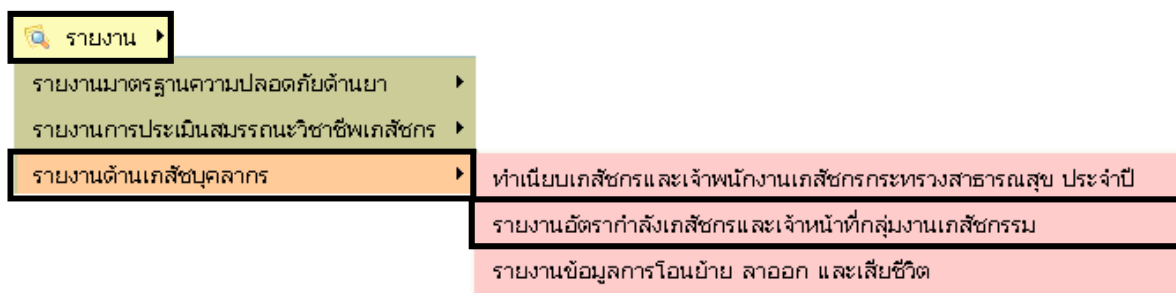 รายงาน
รายงานมาตรฐานความปลอดภัยด้านยา
รายงานการประเมินสมรรถนะวิชาชีพเภสัชกร
รายงานด้านเภสัชบุคลากร
ทำเนียบเภสัชกรและเจ้าพนักงานเภสัชกรกระทรวงสาธารณสุข ประจำปี
รายงานอัตรากำลังเภสัชกรและเจ้าหน้าที่กลุ่มงานเภสัชกรรม
รายงานข้อมูลการโอนย้าย ลาออก และเสียชีวิต